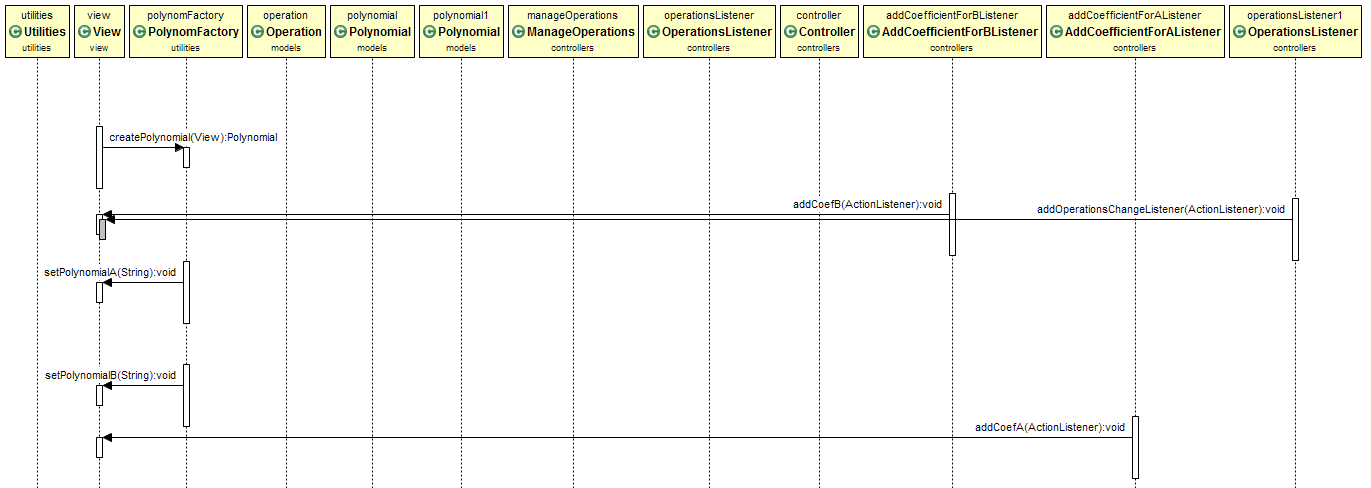 utilities
Utilities
utilities
view
View
view
polynomFactory
PolynomFactory
utilities
operation
Operation
models
polynomial
Polynomial
models
polynomial1
Polynomial
models
manageOperations
ManageOperations
controllers
operationsListener
OperationsListener
controllers
controller
Controller
controllers
addCoefficientForBListener
AddCoefficientForBListener
controllers
addCoefficientForAListener
AddCoefficientForAListener
controllers
operationsListener1
OperationsListener
controllers
createPolynomial(View):Polynomial
addCoefB(ActionListener):void
addOperationsChangeListener(ActionListener):void
setPolynomialA(String):void
setPolynomialB(String):void
addCoefA(ActionListener):void